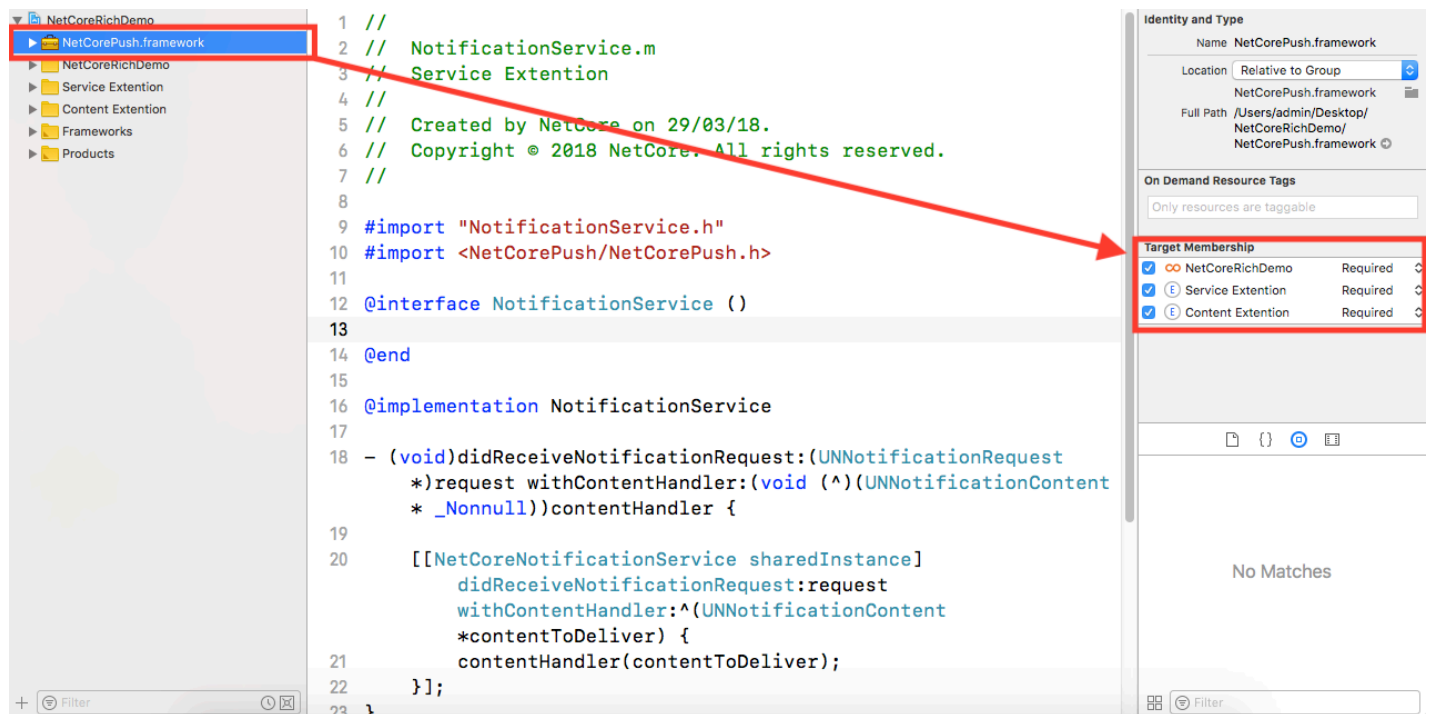 NetCoreRichDemo
NetCorePush.framework
NetCoreRichDemo
Service Extention
Content Extention
Frameworks
Products
Filter
1 //
2 // NotificationService.m
3 // Service Extention
4 //
5 // Created by NetCore on 29/03/18.
6 // Copyright © 2018 NetCore. All rights reserved.
7 //
8
9 #import "NotificationService.h"
10 #import <NetCorePush/NetCorePush.h>
11
12 @interface NotificationService ()
13
14 @end
15
16 @implementation NotificationService
17
18 - (void)didReceiveNotificationRequest:(UNNotificationRequest
*)request withContentHandler:(void (^)(UNNotificationContent
* _Nonnull))contentHandler {
19
20 [[NetCoreNotificationService sharedInstance]
didReceiveNotificationRequest:request
withContentHandler:^(UNNotificationContent
*contentToDeliver) {
21 contentHandler(contentToDeliver);
22 }];
23 }
Identity and Type
Name NetCorePush.framework
Location Relative to Group
NetCorePush.framework
Full Path /Users/admin/Desktop/
NetCoreRichDemo/
NetCorePush.framework
On Demand Resource Tags
Only resources are taggable
Target Membership
NetCoreRichDemo Required
E Service Extention Required
E Content Extention Required
{}
No Matches
Filter